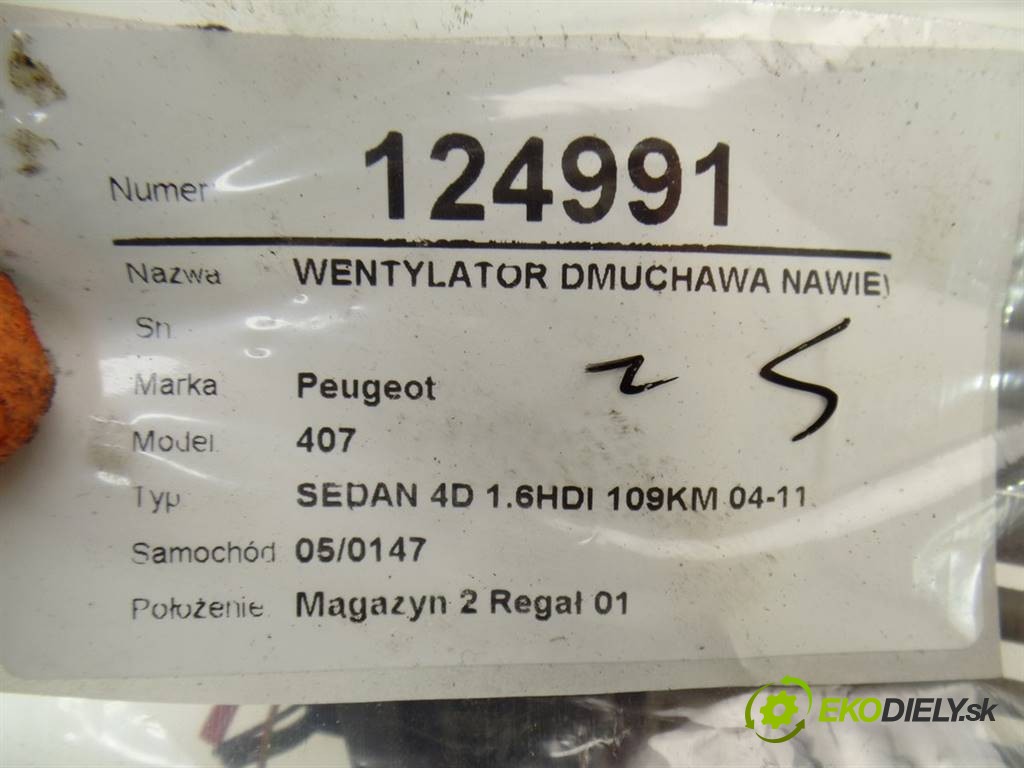 Numer 124991
Nazwa WENTYLATOR DMUCHAWA NAWIE
Sn
Marka Peugeot
Model 407
Typ SEDAN 4D 1.6HDI 109KM 04-11
Samochód 05/0147
Położenie Magazyn 2 Regał 01
EKODIELY.sk